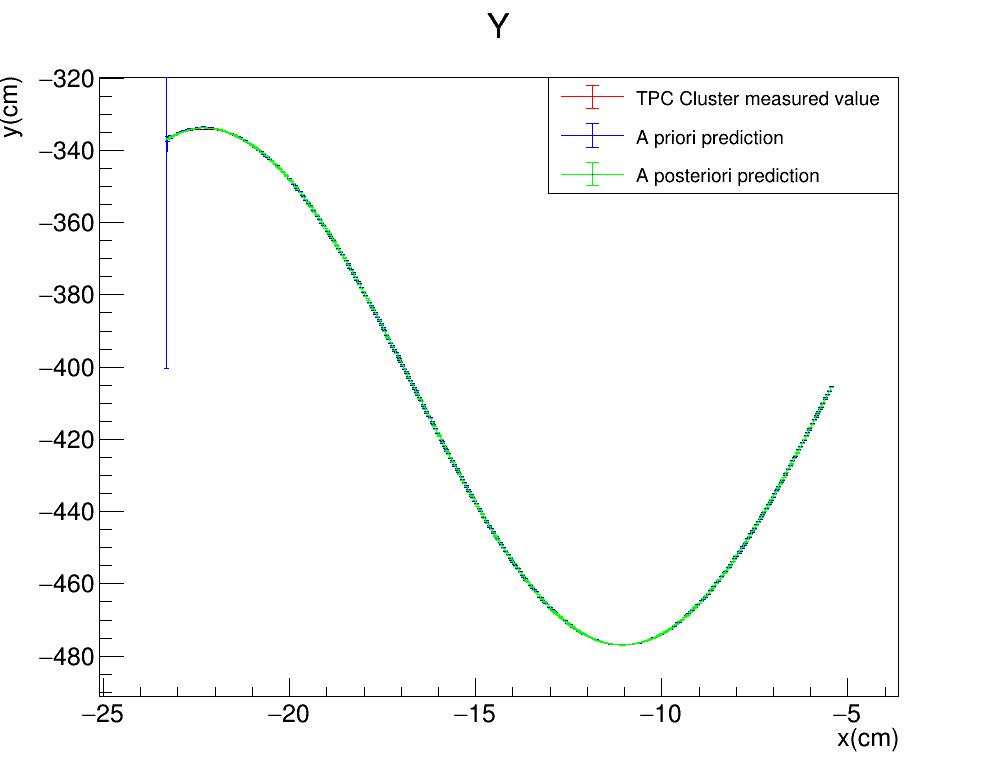 Y
y(cm)
−320
−340
−360
−380
−400
−420
−440
−460
−480
TPC Cluster measured value
A priori prediction
A posteriori prediction
−25 −20 −15 −10 −5
x(cm)